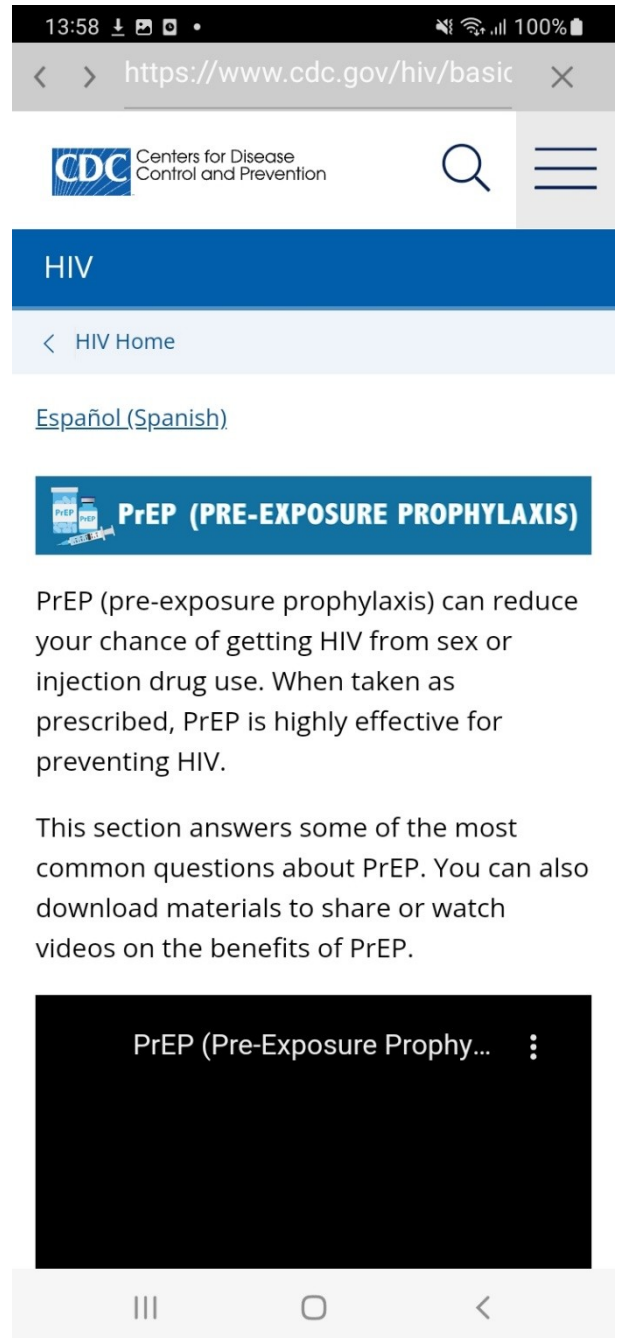 13:58 100%
https://www.cdc.gov/hiv/basic
CDC Centers for Disease
Control and Prevention
HIV
HIV Home
Español (Spanish)
PrEP PrEP PrEP (PRE-EXPOSURE PROPHYLAXIS)
PrEP (pre-exposure prophylaxis) can reduce
your chance of getting HIV from sex or
injection drug use. When taken as
prescribed, PrEP is highly effective for
preventing HIV.
This section answers some of the most
common questions about PrEP. You can also
download materials to share or watch
videos on the benefits of PrEP.
PrEP (Pre-Exposure Prophy...